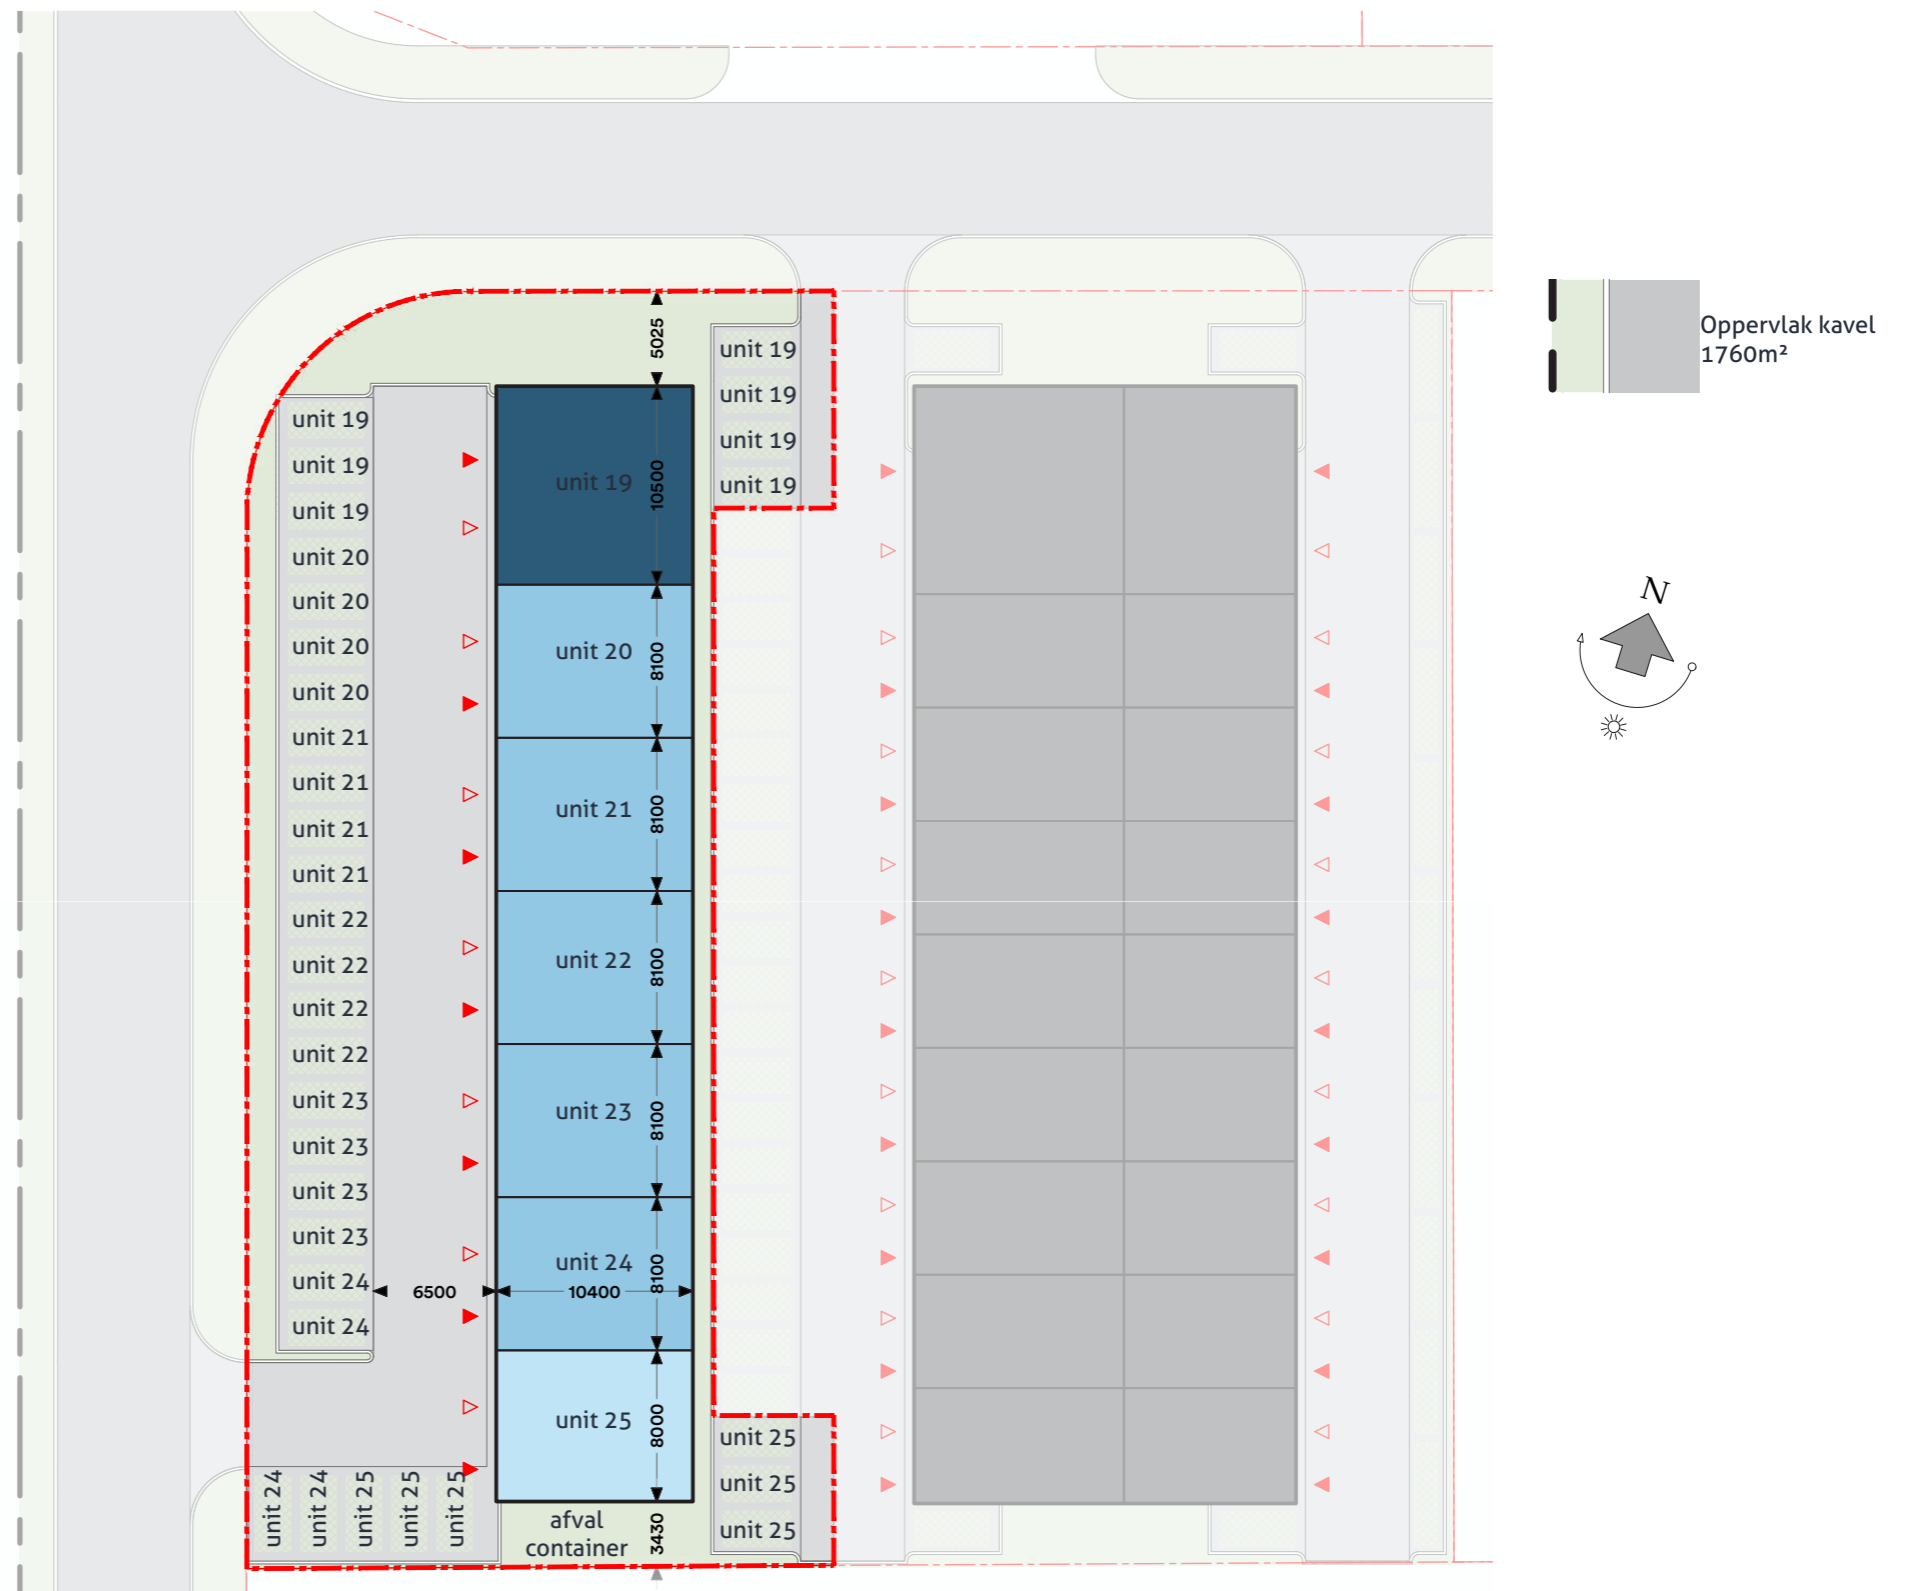 5025
unit 19
unit 19
unit 19
unit 19
unit 19
unit 19
unit 19
unit 20
unit 20
unit 20
unit 20
unit 21
unit 21
unit 21
unit 21
unit 22
unit 22
unit 22
unit 22
unit 23
unit 23
unit 23
unit 23
unit 24
unit 24
unit 24
unit 24
unit 25
unit 25
unit 25
unit 19
10500
unit 20
8100
unit 21
8100
unit 22
8100
unit 23
8100
unit 24
8100
6500
10400
unit 25
8000
unit 25
unit 25
unit 25
afval
container
3430
Oppervlak kavel
1760m²
N